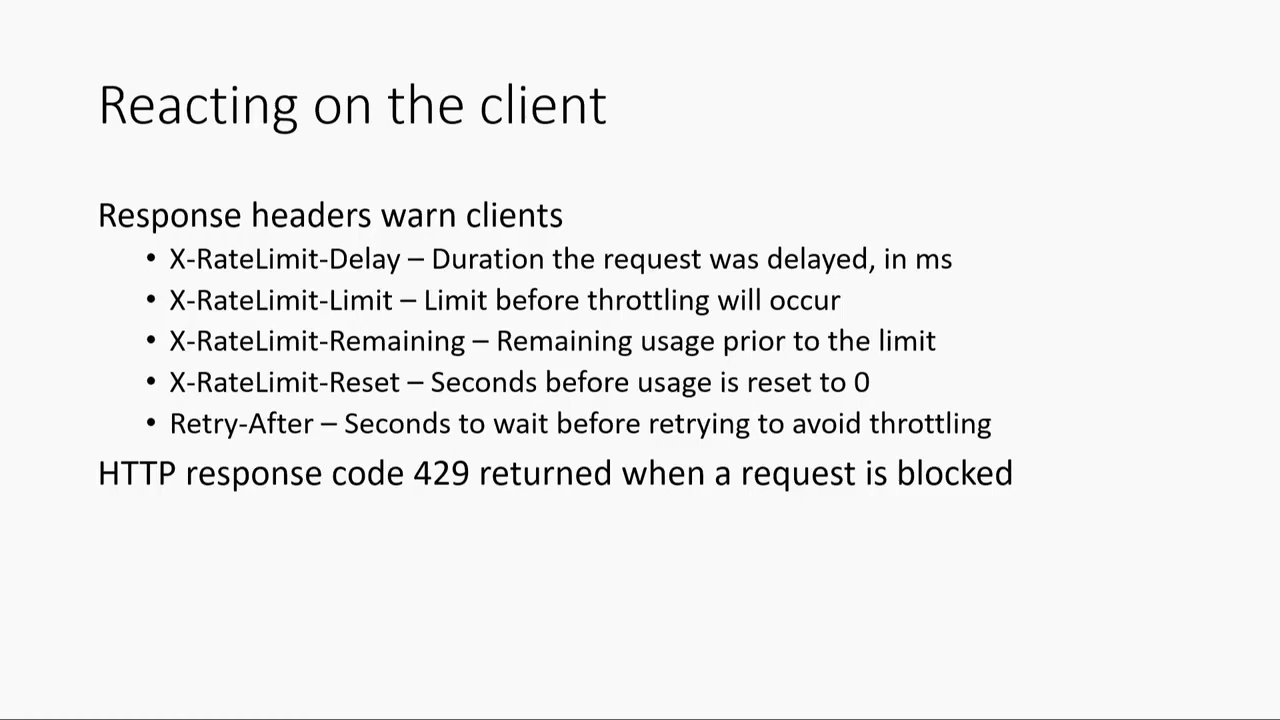 Reacting on the client
Response headers warn clients
• X-RateLimit-Delay – Duration the request was delayed, in ms
• X-RateLimit-Limit – Limit before throttling will occur
• X-RateLimit-Remaining – Remaining usage prior to the limit
• X-RateLimit-Reset – Seconds before usage is reset to 0
• Retry-After – Seconds to wait before retrying to avoid throttling
HTTP response code 429 returned when a request is blocked